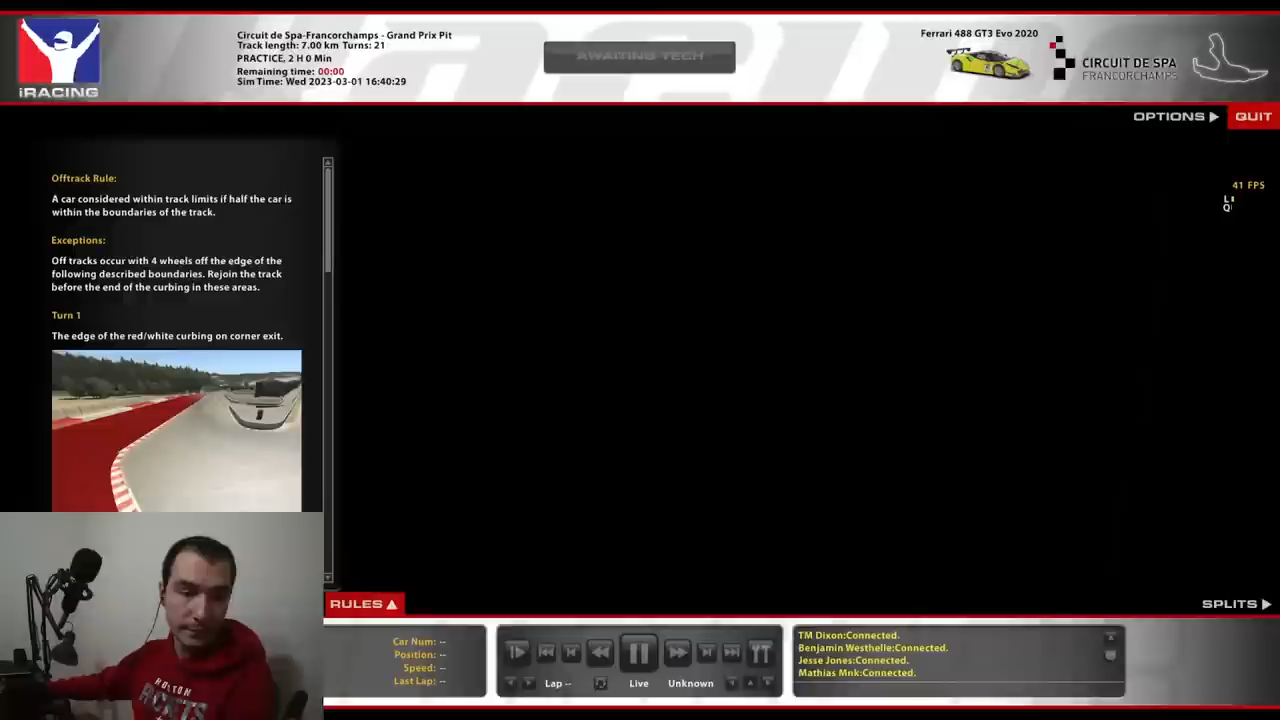 iRACING
Circuit de Spa-Francorchamps - Grand Prix Pit
Track length: 7.00 km Turns: 21
PRACTICE, 2 H 0 Min
Remaining time: 00:00
Sim Time: Wed 2023-03-01 16:40:29
AWAITING TECH
Ferrari 488 GT3 Evo 2020
CIRCUIT DE SPA
FRANCORCHAMPS
OPTIONS
QUIT
41 FPS
L
Q
Offtrack Rule:
A car considered within track limits if half the car is
within the boundaries of the track.
Exceptions:
Off tracks occur with 4 wheels off the edge of the
following described boundaries. Rejoin the track
before the end of the curbing in these areas.
Turn 1
The edge of the red/white curbing on corner exit.
RULES
SPLITS
Car Num: --
Position: --
Speed: --
Last Lap: --
Lap --
Live
Unknown
TM Dixon:Connected.
Benjamin Westhelle:Connected.
Jesse Jones:Connected.
Mathias Mnk:Connected.